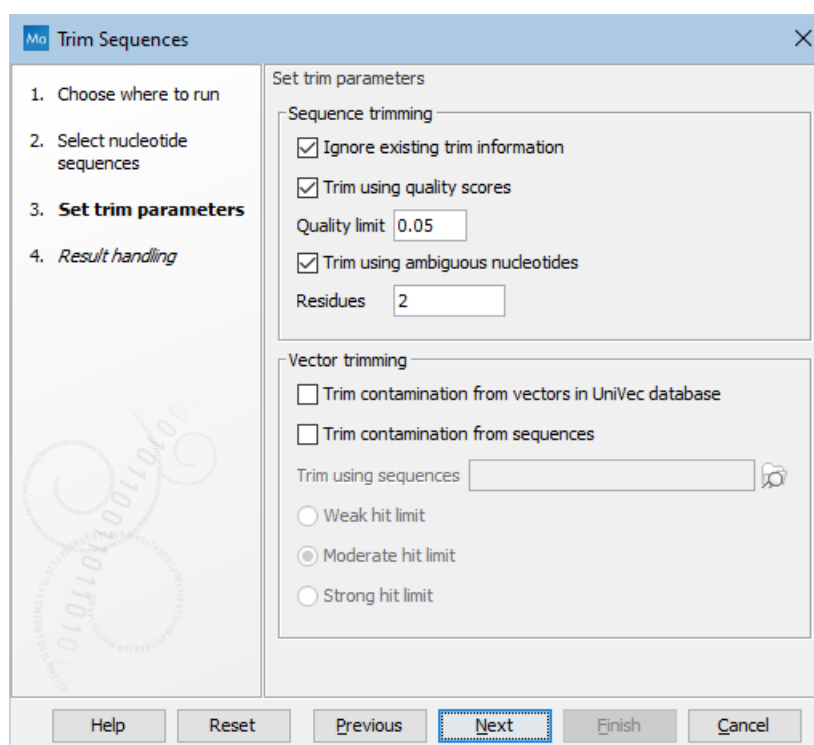 Ma Trim Sequences
1. Choose where to run
2. Select nucleotide
sequences
3. Set trim parameters
4. Result handling
Set trim parameters
Sequence trimming
Ignore existing trim information
Trim using quality scores
Quality limit 0.05
Trim using ambiguous nucleotides
Residues 2
Vector trimming
Trim contamination from vectors in UniVec database
Trim contamination from sequences
Trim using sequences
Weak hit limit
Moderate hit limit
Strong hit limit
Help Reset Previous Next Finish Cancel